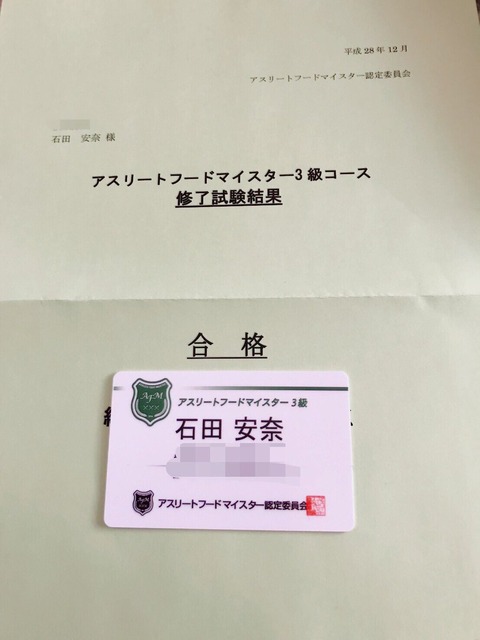 平成 28 年 12 月
アスリートフードマイスター認定委員会
石田 安奈 様
アスリートフードマイスター3 級コース
修了試験結果
合 格
AFM
アスリートフードマイスター 3 級
石田 安奈
アスリートフードマイスター認定委員会